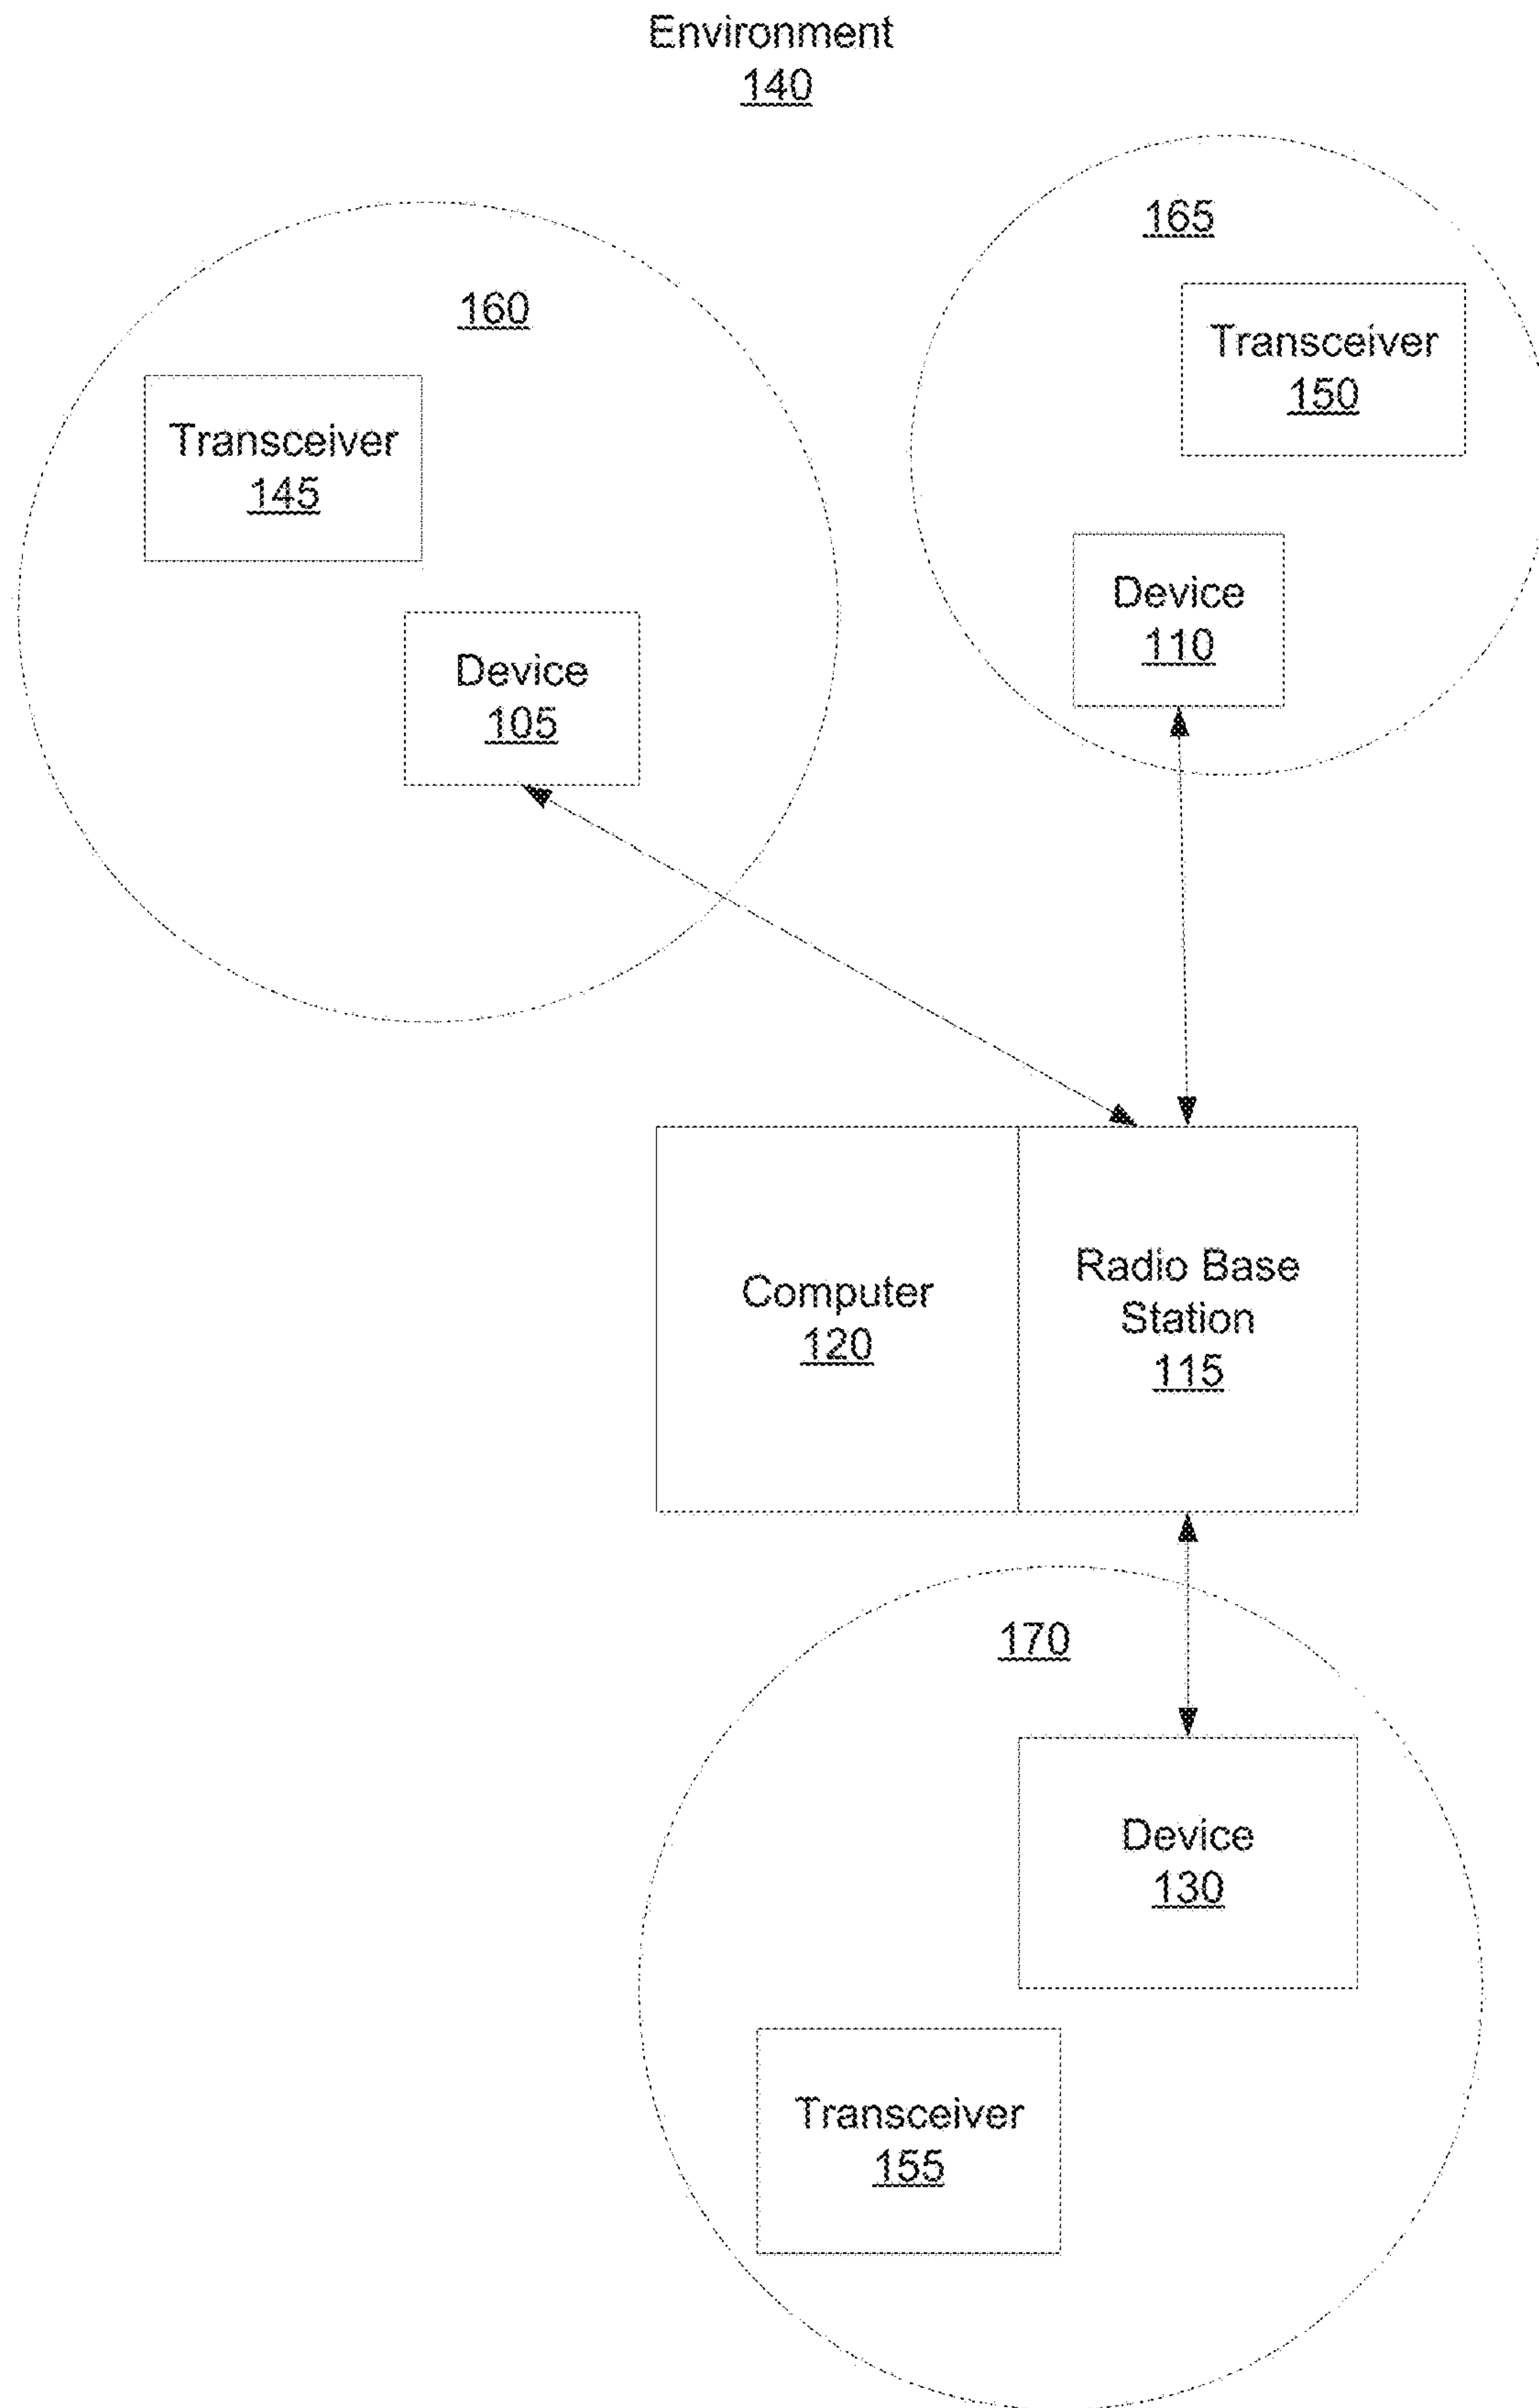 Environment
140
165
160
Transceiver
150
Transceiver
145
Device
110
Device
105
Computer
120
Radio Base
Station
115
170
Device
130
Transceiver
155